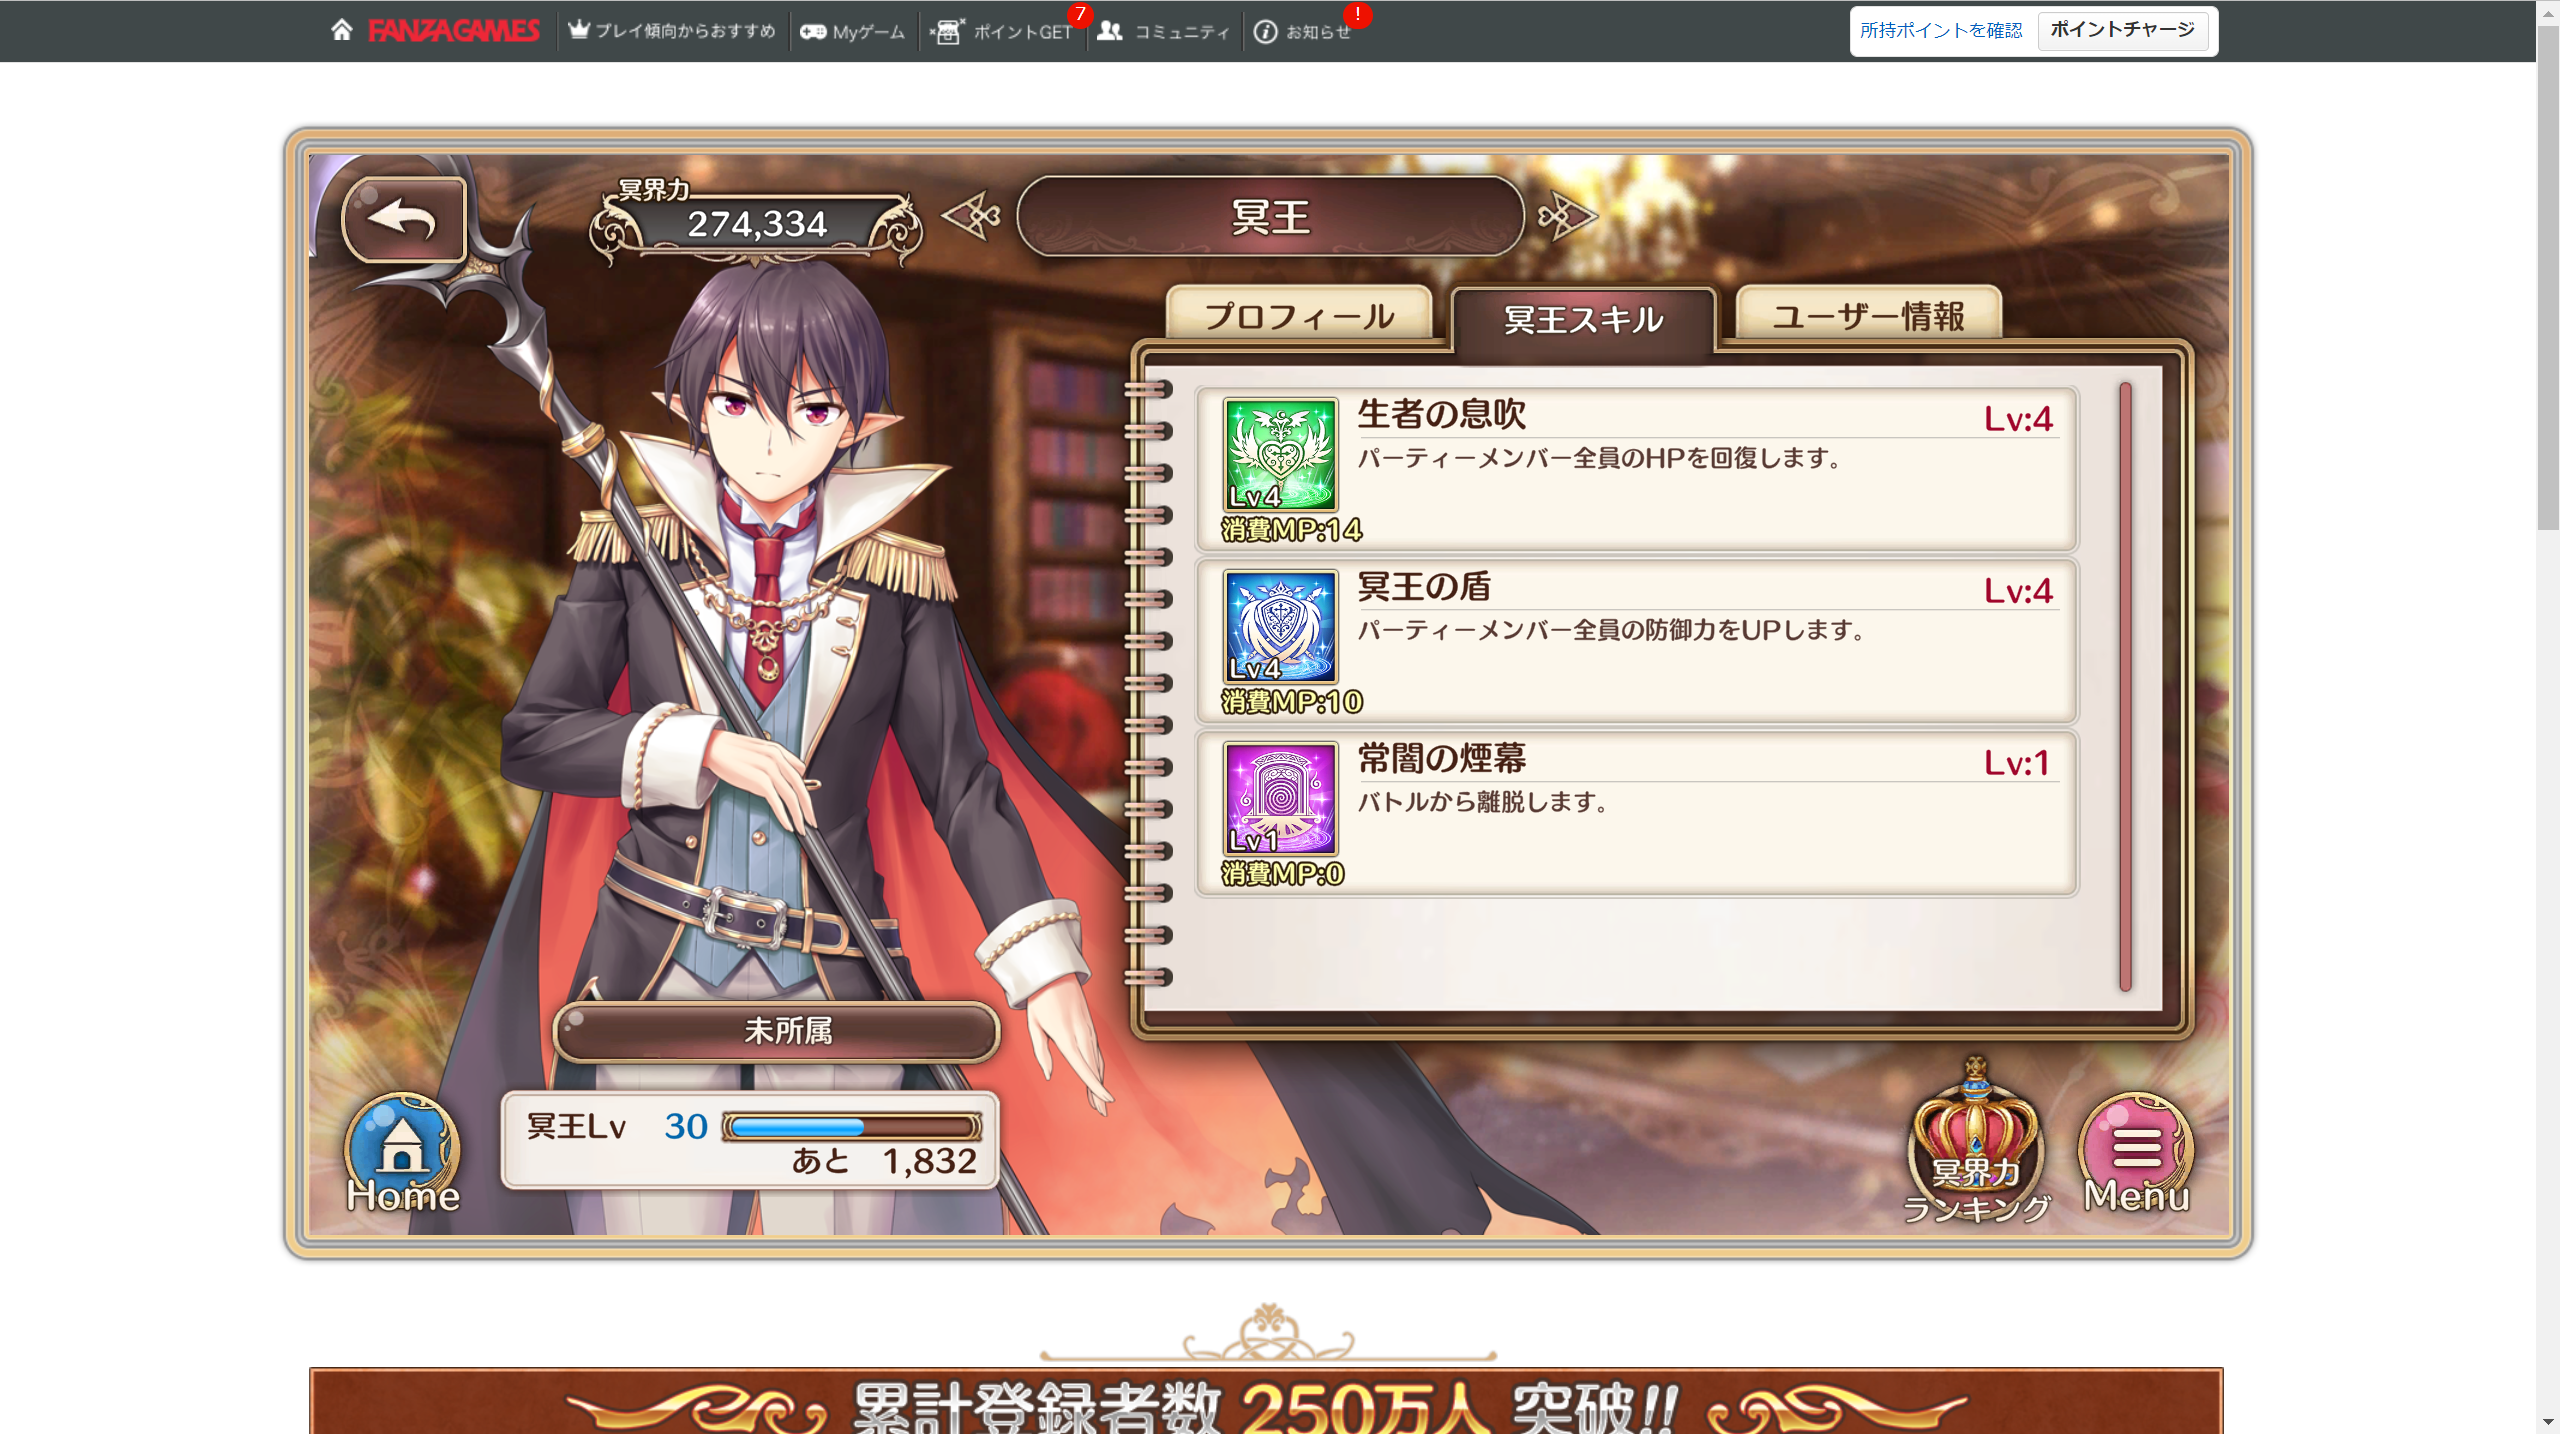 FANZA GAMES
プレイ傾向からおすすめ
Myゲーム
ポイントGET
7
コミュニティ
お知らせ
!
所持ポイントを確認
ポイントチャージ
冥界力
274,334
冥王
プロフィール
冥王スキル
ユーザー情報
生者の息吹
Lv:4
パーティーメンバー全員のHPを回復します。
Lv4
消費MP:14
冥王の盾
Lv:4
パーティーメンバー全員の防御力をUPします。
Lv4
消費MP:10
常闇の煙幕
Lv:1
バトルから離脱します。
Lv1
消費MP:0
未所属
冥王Lv 30
あと 1,832
Home
冥界力
ランキング
Menu
累計登録者数 250万人 突破!!